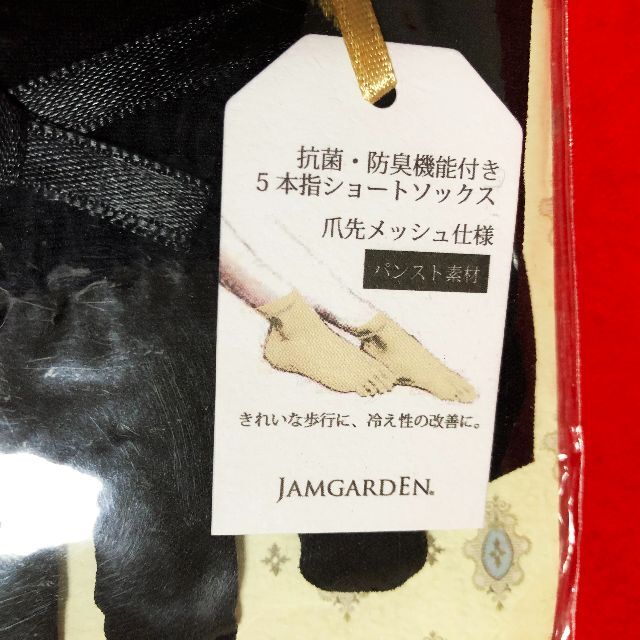 抗菌・防臭機能付き
5本指ショートソックス
爪先メッシュ仕様
パンスト素材
きれいな歩行に、冷え性の改善に。
JAMGARDEN®